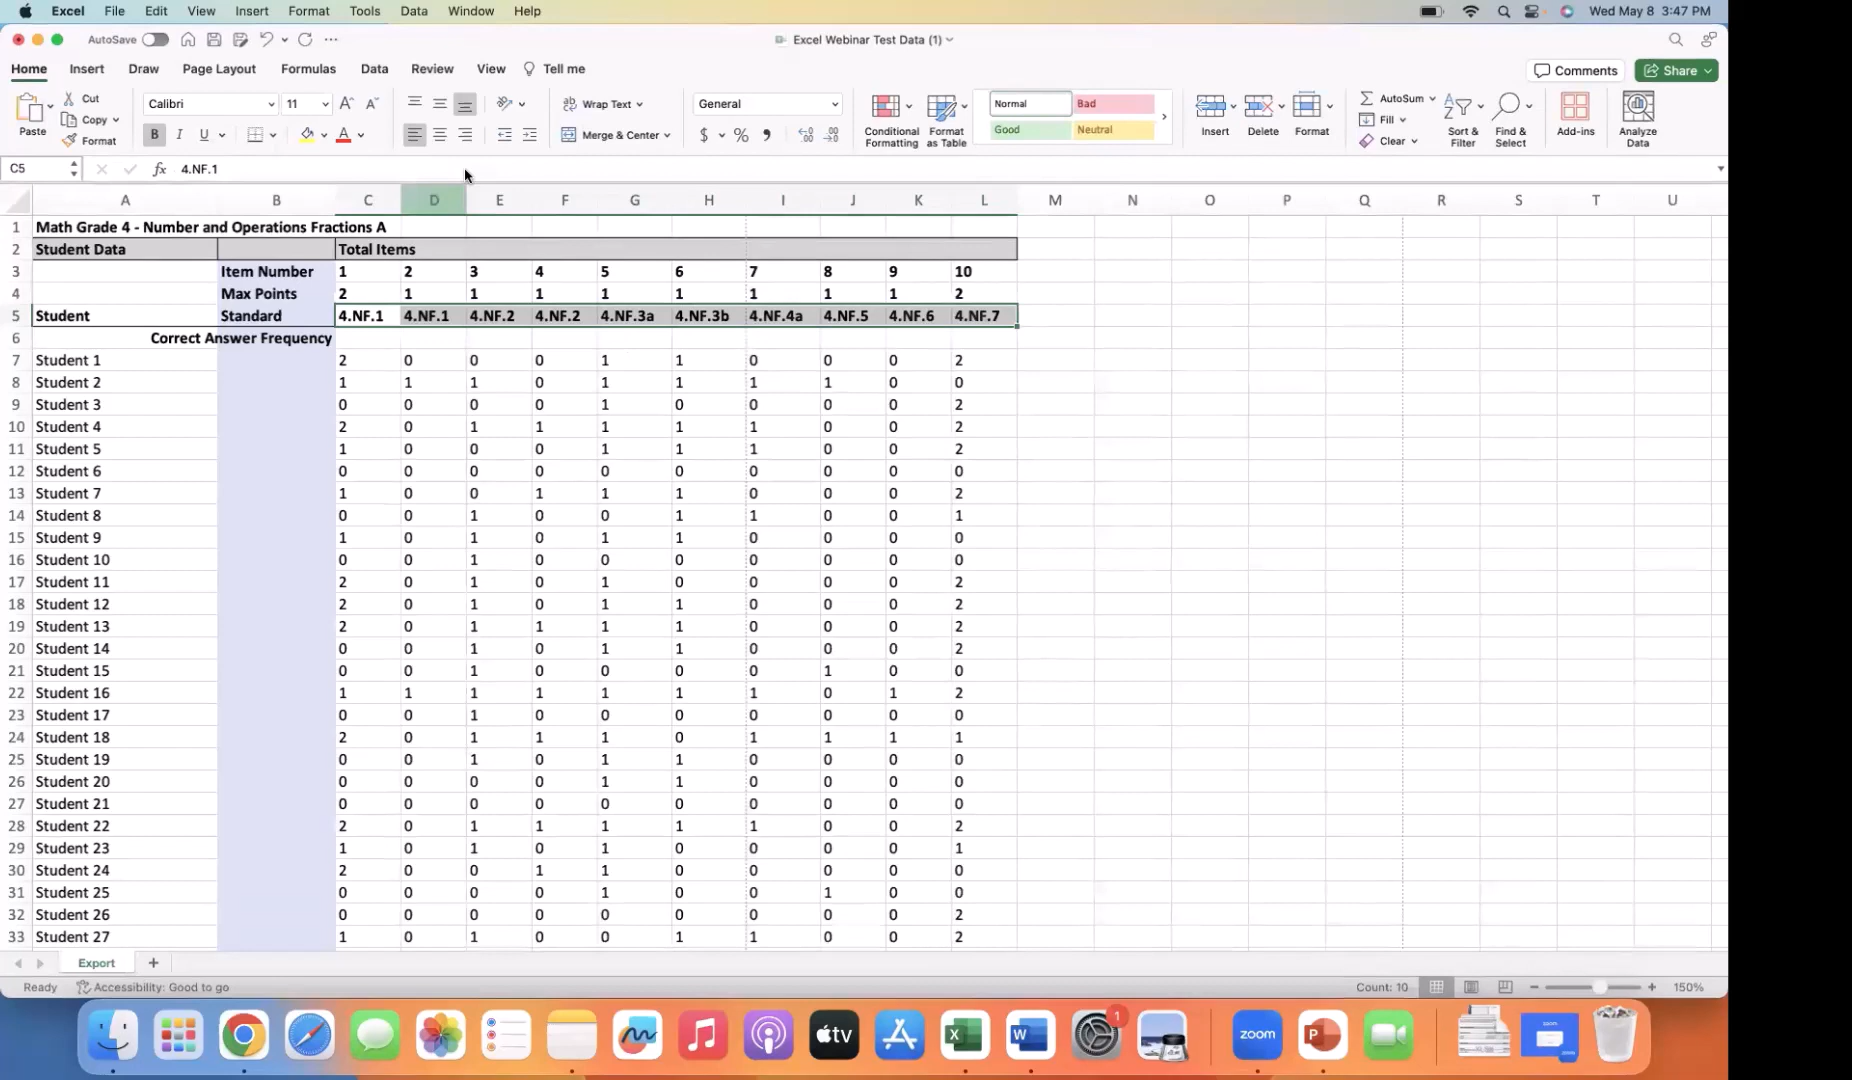 Excel File Edit View Insert Format Tools Data Window Help Wed May 8 3:47 PM
AutoSave Excel Webinar Test Data (1)
Home Insert Draw Page Layout Formulas Data Review View Tell me Comments Share
Paste Cut Copy Format Calibri 11 Wrap Text Merge & Center General Conditional Formatting Format as Table Normal Bad Good Neutral Insert Delete Format AutoSum Fill Clear Sort & Filter Find & Select Add-ins Analyze Data
B I U A $ %
C5 fx 4.NF.1
A B C D E F G H I J K L M N O P Q R S T U
1 Math Grade 4 - Number and Operations Fractions A
2 Student Data Total Items
3 Item Number 1 2 3 4 5 6 7 8 9 10
4 Max Points 2 1 1 1 1 1 1 1 1 2
5 Student Standard 4.NF.1 4.NF.1 4.NF.2 4.NF.2 4.NF.3a 4.NF.3b 4.NF.4a 4.NF.5 4.NF.6 4.NF.7
6 Correct Answer Frequency
7 Student 1 2 0 0 0 1 1 0 0 0 2
8 Student 2 1 1 1 0 1 1 1 1 0 0
9 Student 3 0 0 0 0 1 0 0 0 0 2
10 Student 4 2 0 1 1 1 1 1 0 0 2
11 Student 5 1 0 0 0 1 1 1 0 0 2
12 Student 6 0 0 0 0 0 0 0 0 0 0
13 Student 7 1 0 0 1 1 1 0 0 0 2
14 Student 8 0 0 1 0 0 1 1 0 0 1
15 Student 9 1 0 1 0 1 1 0 0 0 0
16 Student 10 0 0 1 0 0 0 0 0 0 0
17 Student 11 2 0 1 0 1 0 0 0 0 2
18 Student 12 2 0 1 0 1 1 0 0 0 2
19 Student 13 2 0 1 1 1 1 0 0 0 2
20 Student 14 0 0 1 0 1 1 0 0 0 2
21 Student 15 0 0 1 0 0 0 0 1 0 0
22 Student 16 1 1 1 1 1 1 1 0 1 2
23 Student 17 0 0 1 0 0 0 0 0 0 0
24 Student 18 2 0 1 1 1 0 1 1 1 1
25 Student 19 0 0 1 0 1 1 0 0 0 0
26 Student 20 0 0 0 0 1 1 0 0 0 0
27 Student 21 0 0 0 0 0 0 0 0 0 0
28 Student 22 2 0 1 1 1 1 1 0 0 2
29 Student 23 1 0 1 0 1 0 0 0 0 1
30 Student 24 2 0 0 1 1 0 0 0 0 0
31 Student 25 0 0 0 0 1 0 0 1 0 0
32 Student 26 0 0 0 0 0 0 0 0 0 2
33 Student 27 1 0 1 0 0 1 1 0 0 2
Export
Ready Accessibility: Good to go Count: 10 150%
tv X W 1 zoom P